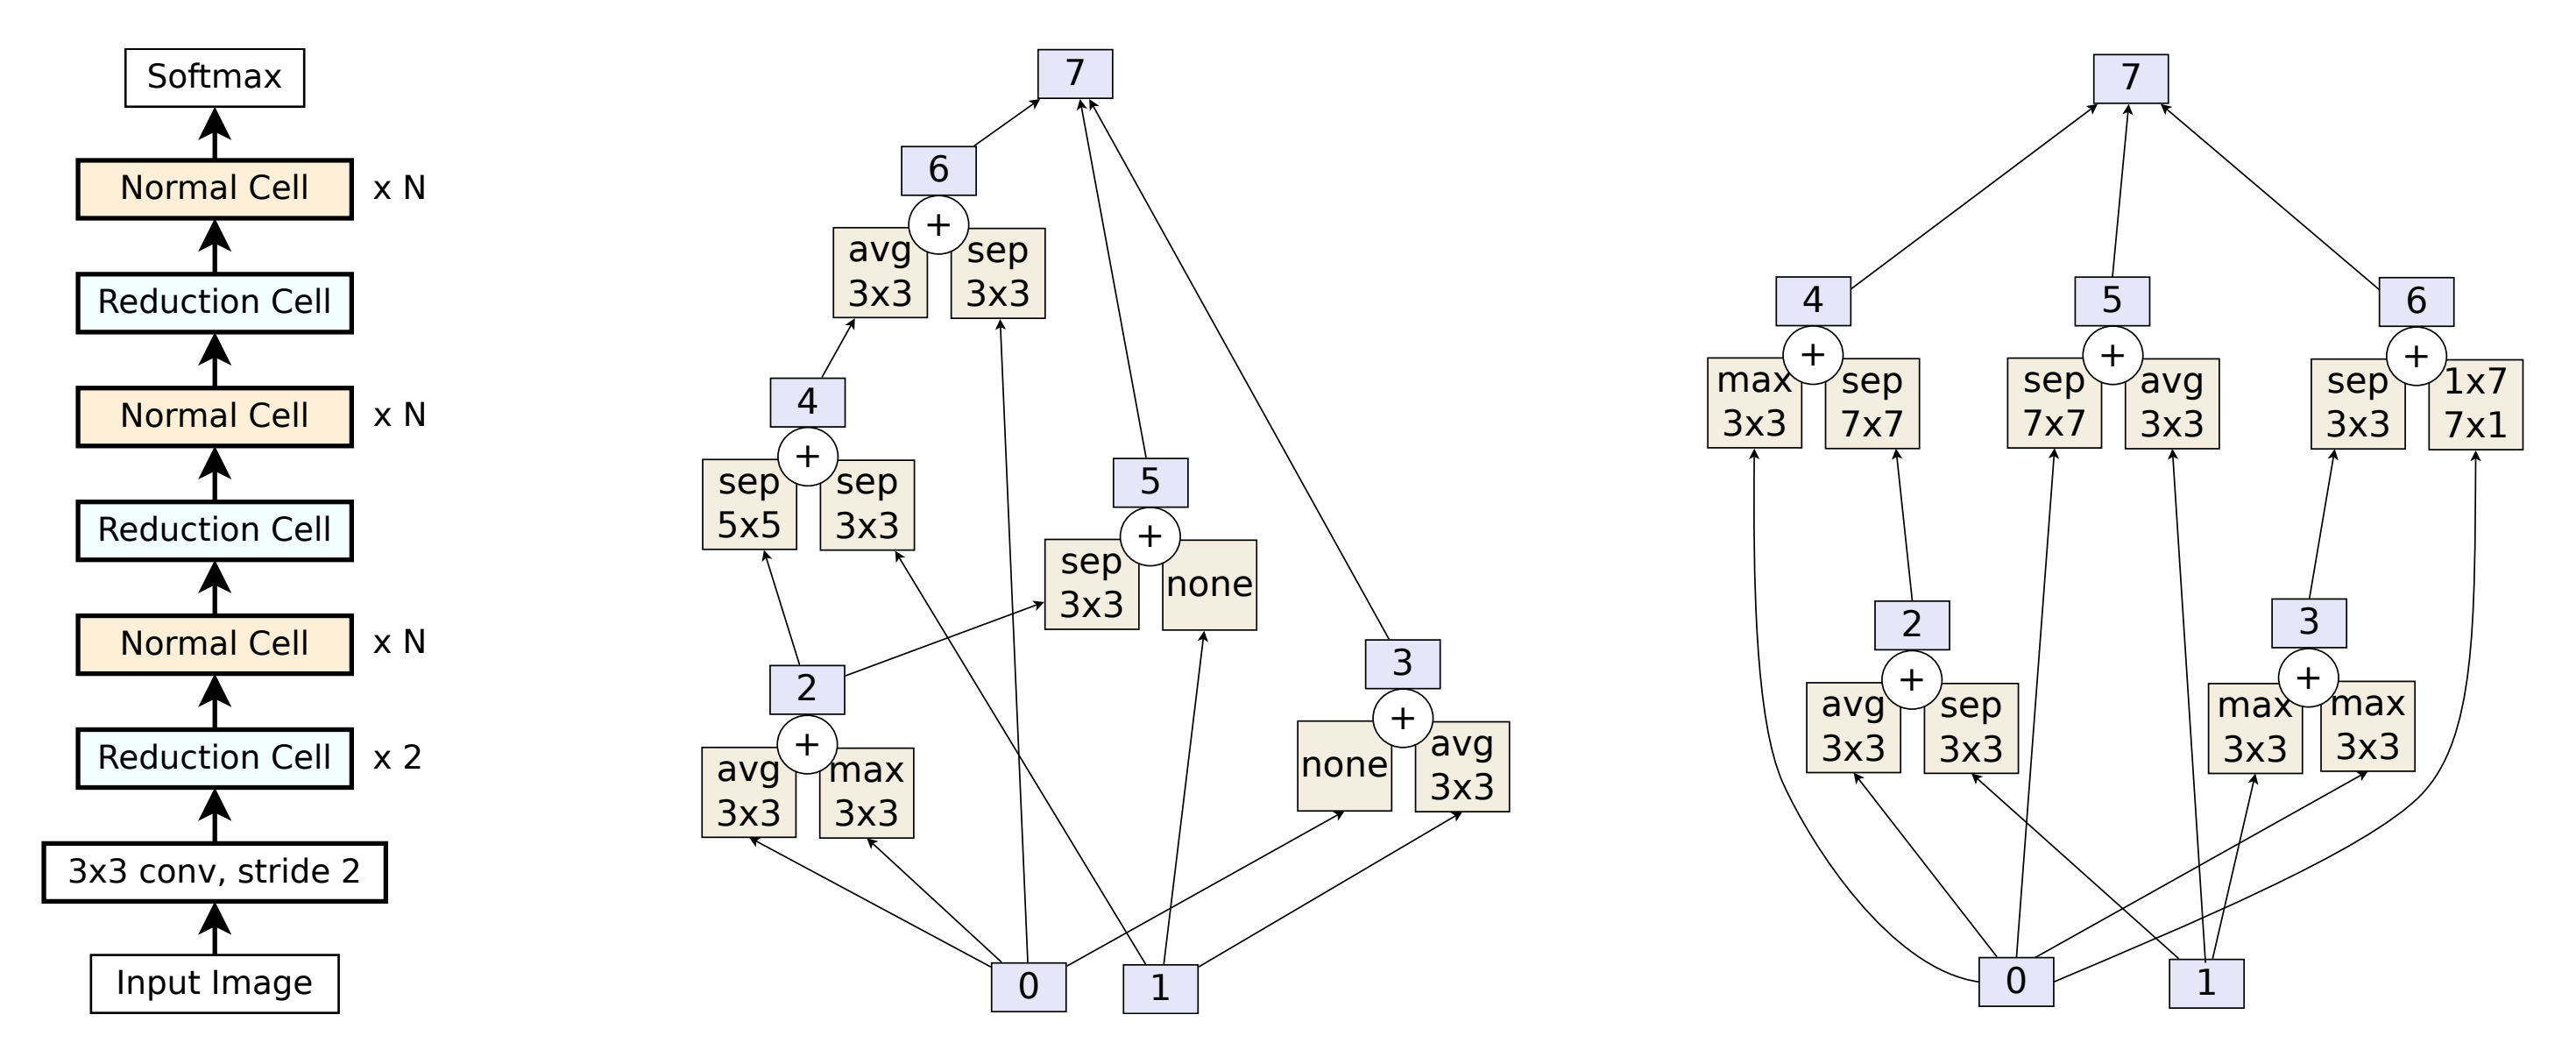 Softmax
Normal Cell x N
Reduction Cell
Normal Cell x N
Reduction Cell
Normal Cell x N
Reduction Cell x 2
3x3 conv, stride 2
Input Image
7
6
+
avg
3x3
sep
3x3
4
+
sep
5x5
sep
3x3
5
+
sep
3x3
none
2
+
avg
3x3
max
3x3
3
+
none
avg
3x3
0
1
7
4
+
max
3x3
sep
7x7
5
+
sep
7x7
avg
3x3
6
+
sep
3x3
1x7
7x1
2
+
avg
3x3
sep
3x3
3
+
max
3x3
max
3x3
0
1